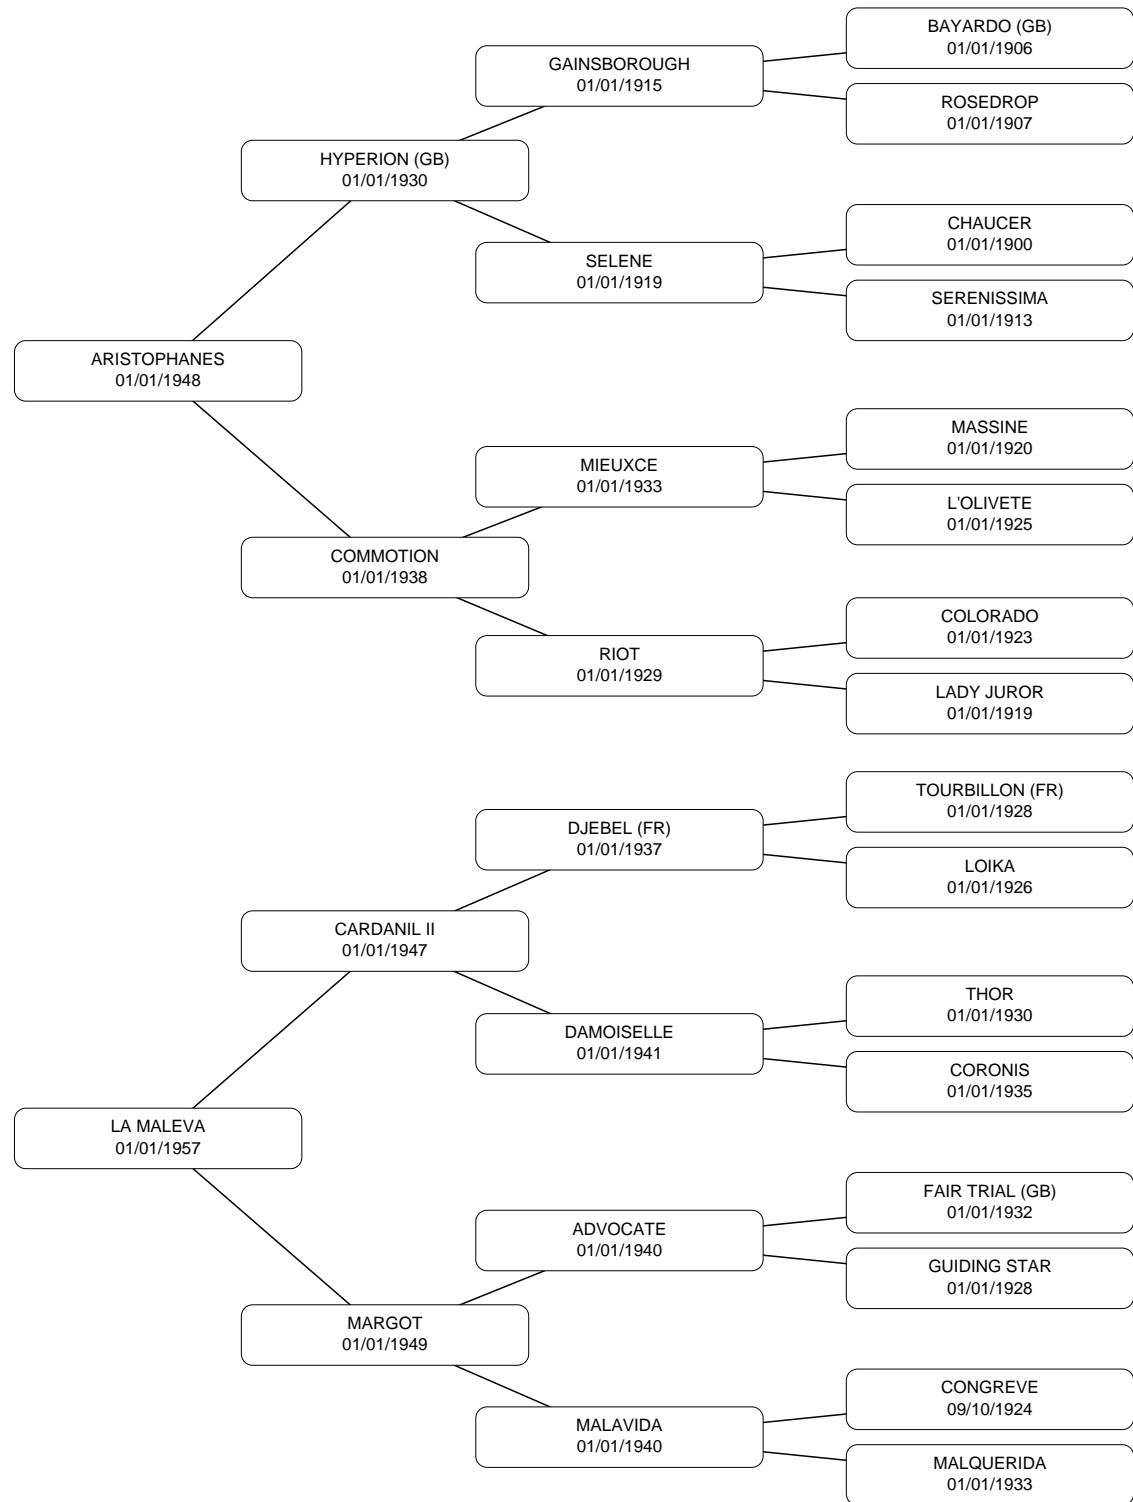 BAYARDO (GB)
01/01/1906
GAINSBOROUGH
01/01/1915
ROSEDROP
01/01/1907
HYPERION (GB)
01/01/1930
CHAUCER
01/01/1900
SELENE
01/01/1919
SERENISSIMA
01/01/1913
ARISTOPHANES
01/01/1948
MASSINE
01/01/1920
MIEUXCE
01/01/1933
L'OLIVETE
01/01/1925
COMMOTION
01/01/1938
COLORADO
01/01/1923
RIOT
01/01/1929
LADY JUROR
01/01/1919
TOURBILLON (FR)
01/01/1928
DJEBEL (FR)
01/01/1937
LOIKA
01/01/1926
CARDANIL II
01/01/1947
THOR
01/01/1930
DAMOISELLE
01/01/1941
CORONIS
01/01/1935
LA MALEVA
01/01/1957
FAIR TRIAL (GB)
01/01/1932
ADVOCATE
01/01/1940
GUIDING STAR
01/01/1928
MARGOT
01/01/1949
CONGREVE
09/10/1924
MALAVIDA
01/01/1940
MALQUERIDA
01/01/1933